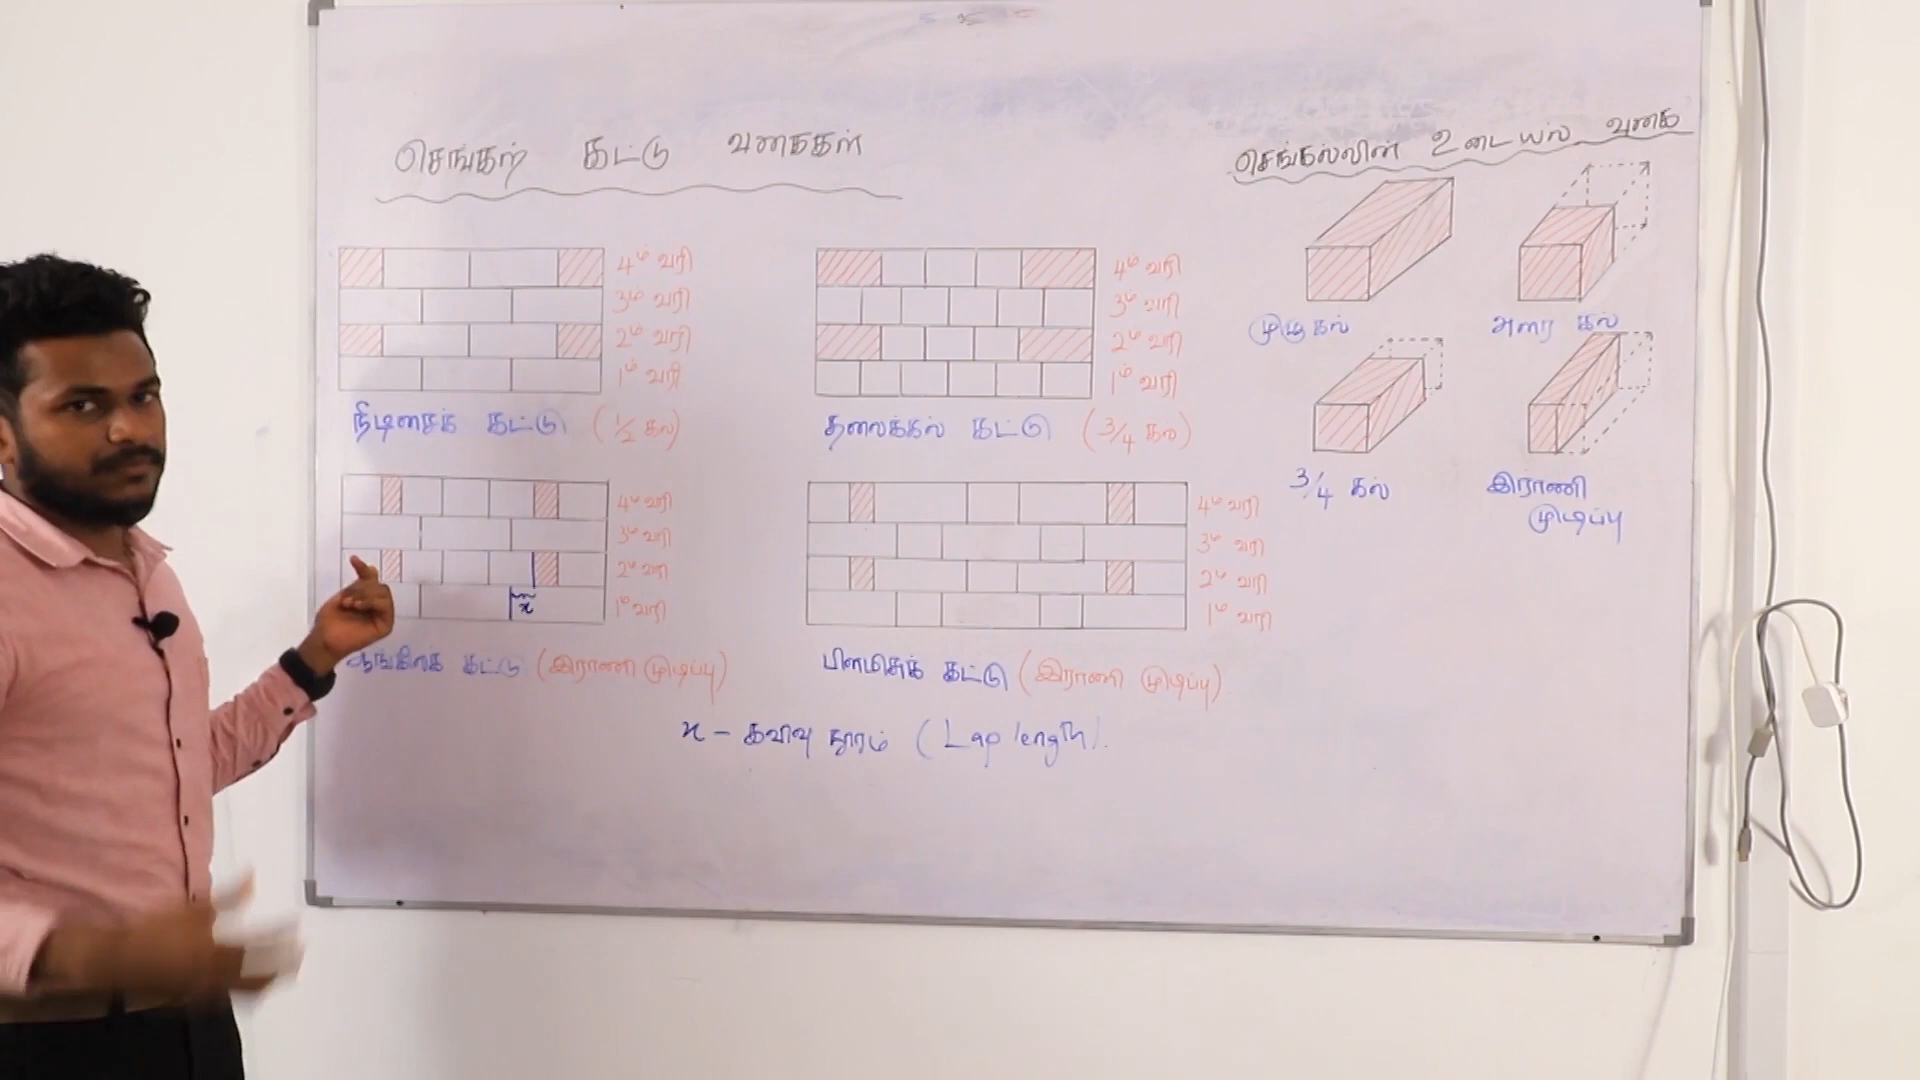 செங்கற் கட்டு வகைகள்
4ம் வரி
3ம் வரி
2ம் வரி
1ம் வரி
நீடிசைக் கட்டு (1/2 கல்)
4ம் வரி
3ம் வரி
2ம் வரி
1ம் வரி
தலைக்கல் கட்டு (3/4 கல்)
4ம் வரி
3ம் வரி
2ம் வரி
1ம் வரி
x
ஆங்கிலக் கட்டு (இராணி முடிப்பு)
4ம் வரி
3ம் வரி
2ம் வரி
1ம் வரி
பிளமிசுக் கட்டு (இராணி முடிப்பு)
x - கவிவு தூரம் (Lap length).
செங்கல்லின் உடையல் வகை
முழு கல்
அரை கல்
3/4 கல்
இராணி
முடிப்பு